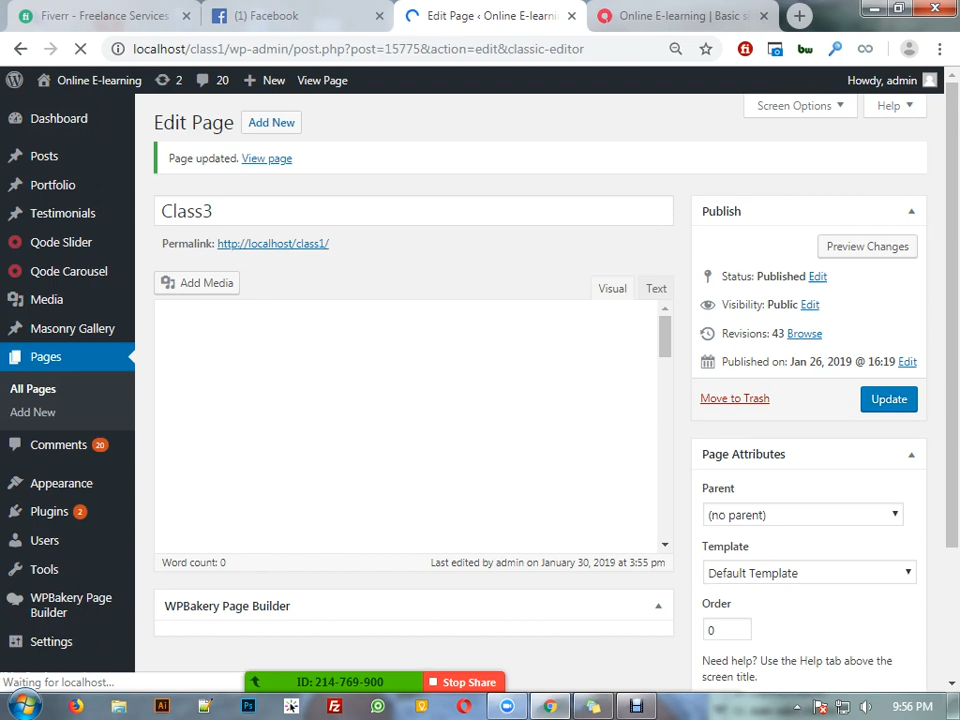 Fiverr - Freelance Services
(1) Facebook
Edit Page ‹ Online E-learni
Online E-learning | Basic s
localhost/class1/wp-admin/post.php?post=15775&action=edit&classic-editor
Online E-learning
2
20
New
View Page
Howdy, admin
Screen Options
Help
Dashboard
Posts
Portfolio
Testimonials
Qode Slider
Qode Carousel
Media
Masonry Gallery
Pages
All Pages
Add New
Comments 20
Appearance
Plugins 2
Users
Tools
WPBakery Page
Builder
Settings
Edit Page
Add New
Page updated. View page
Class3
Permalink: http://localhost/class1/
Add Media
Visual
Text
Word count: 0
Last edited by admin on January 30, 2019 at 3:55 pm
WPBakery Page Builder
Publish
Preview Changes
Status: Published Edit
Visibility: Public Edit
Revisions: 43 Browse
Published on: Jan 26, 2019 @ 16:19 Edit
Move to Trash
Update
Page Attributes
Parent
(no parent)
Template
Default Template
Order
0
Need help? Use the Help tab above the
screen title.
Waiting for localhost...
ID: 214-769-900
Stop Share
9:56 PM